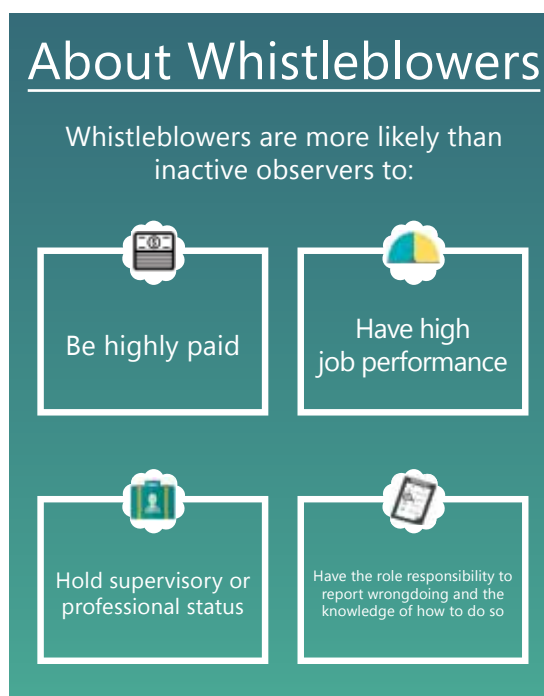 About Whistleblowers
Whistleblowers are more likely than
inactive observers to:
Be highly paid
Have high
job performance
Hold supervisory or
professional status
Have the role responsibility to
report wrongdoing and the
knowledge of how to do so